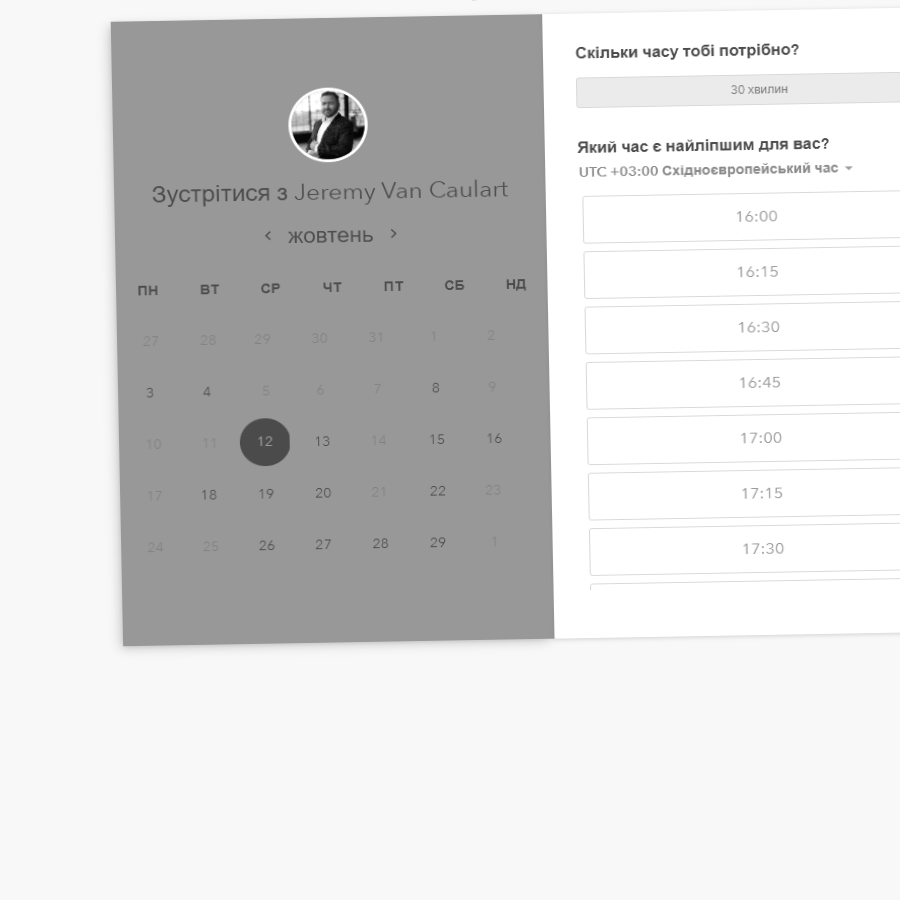 Зустрітися з Jeremy Van Caulart
жовтень
ПН ВТ СР ЧТ ПТ СБ НД
27 28 29 30 31 1 2
3 4 5 6 7 8 9
10 11 12 13 14 15 16
17 18 19 20 21 22 23
24 25 26 27 28 29 1
Скільки часу тобі потрібно?
30 хвилин
Який час є найліпшим для вас?
UTC +03:00 Східноєвропейський час
16:00
16:15
16:30
16:45
17:00
17:15
17:30